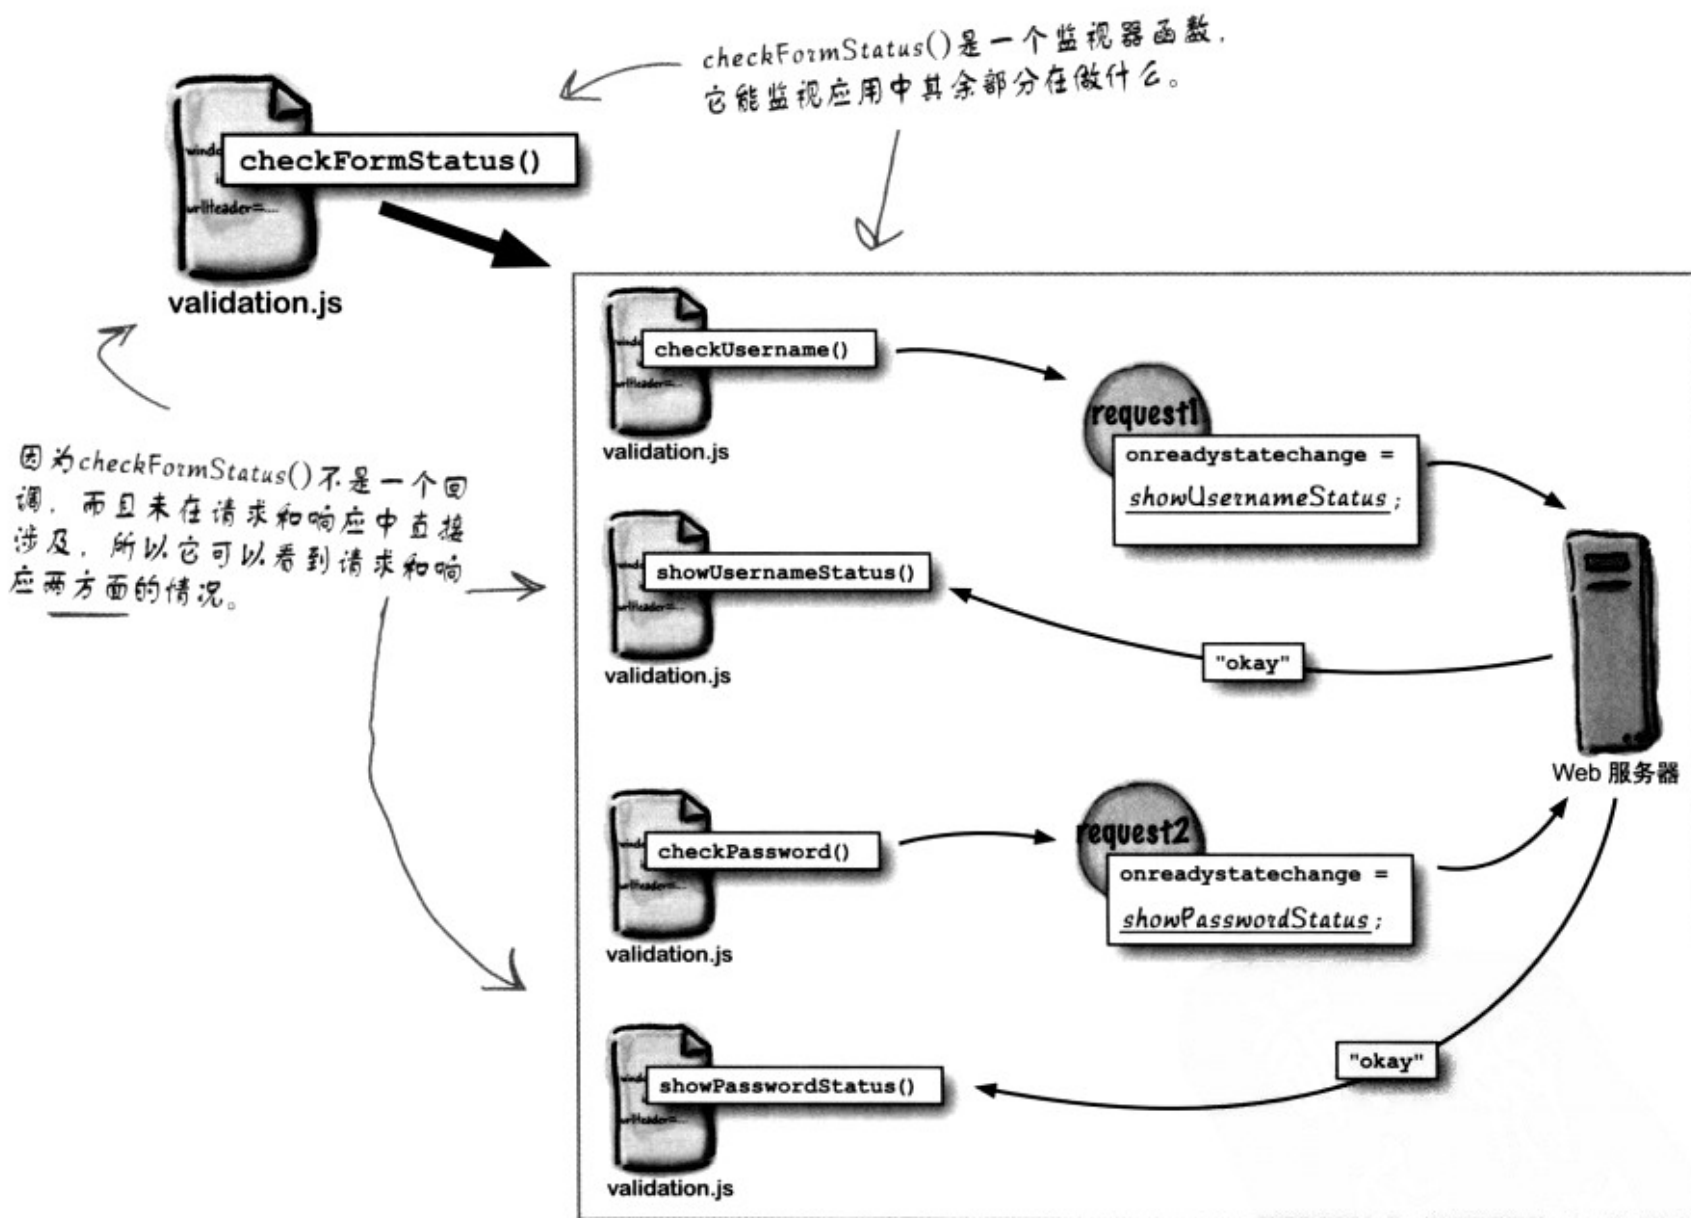 checkFormStatus()是一个监视器函数，
它能监视应用中其余部分在做什么。
checkFormStatus()
urlHeader=....
validation.js
因为checkFormStatus()不是一个回
调，而且未在请求和响应中直接
涉及，所以它可以看到请求和响
应两方面的情况。
checkUsername()
urlHeader=...
validation.js
request1
onreadystatechange =
showUsernameStatus;
showUsernameStatus()
urlHeader=...
validation.js
"okay"
Web 服务器
checkPassword()
urlHeader=...
validation.js
request2
onreadystatechange =
showPasswordStatus;
showPasswordStatus()
urlHeader=...
validation.js
"okay"